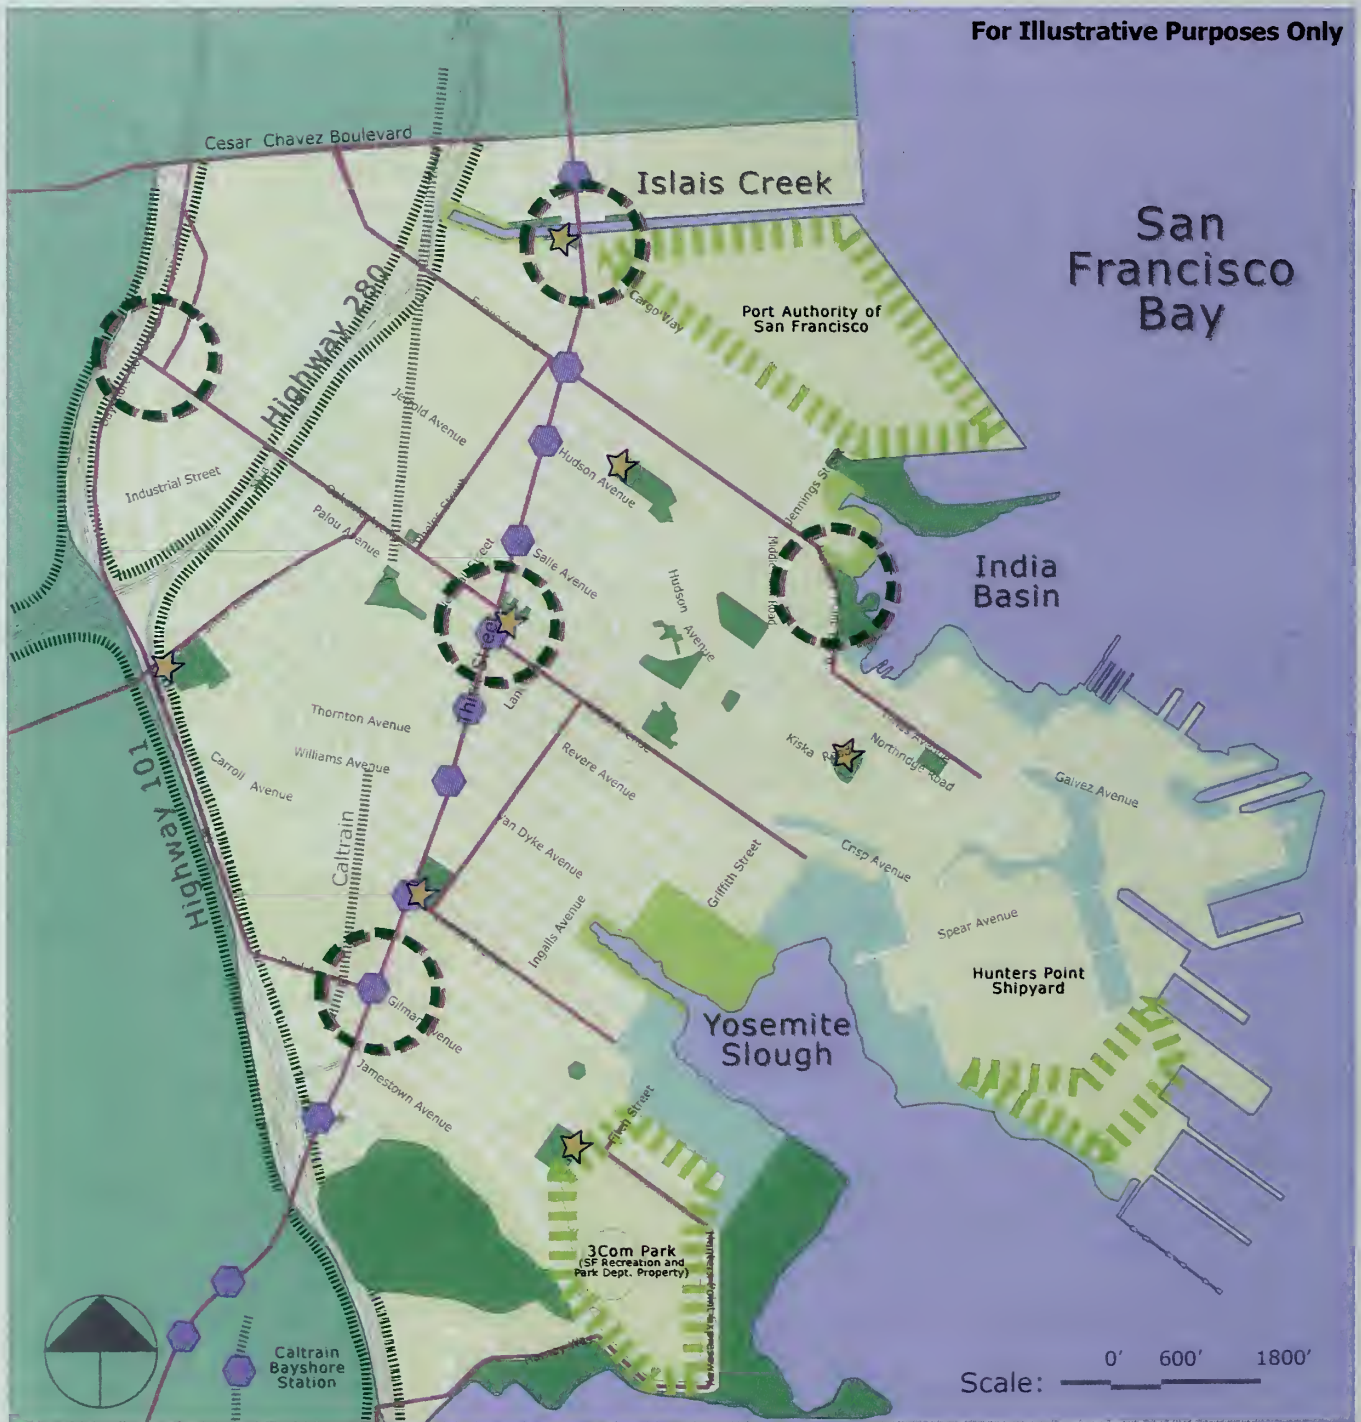 For Illustrative Purposes Only
Cesar Chavez Boulevard
Islais Creek
San
Francisco
Bay
Highway 280
Cargo Way
Port Authority of
San Francisco
Jerrold Avenue
Industrial Street
Hudson Avenue
Palou Avenue
Salle Avenue
Hudson Avenue
India
Basin
Thornton Avenue
Williams Avenue
Carroll Avenue
Highway 101
Caltrain
Revere Avenue
Van Dyke Avenue
Kiska
Northridge Road
Galvez Avenue
Crisp Avenue
Griffith Street
Ingalls Avenue
Spear Avenue
Hunters Point
Shipyard
Yosemite
Slough
Gilman Avenue
Jamestown Avenue
3Com Park
(SF Recreation and
Park Dept. Property)
Caltrain
Bayshore
Station
0' 600' 1800'
Scale: